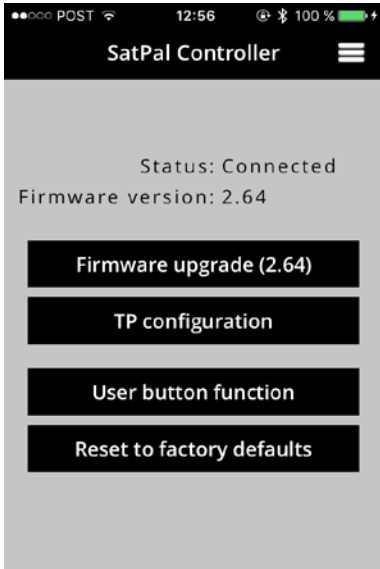 POST 12:56 100 %
SatPal Controller
Status: Connected
Firmware version: 2.64
Firmware upgrade (2.64)
TP configuration
User button function
Reset to factory defaults